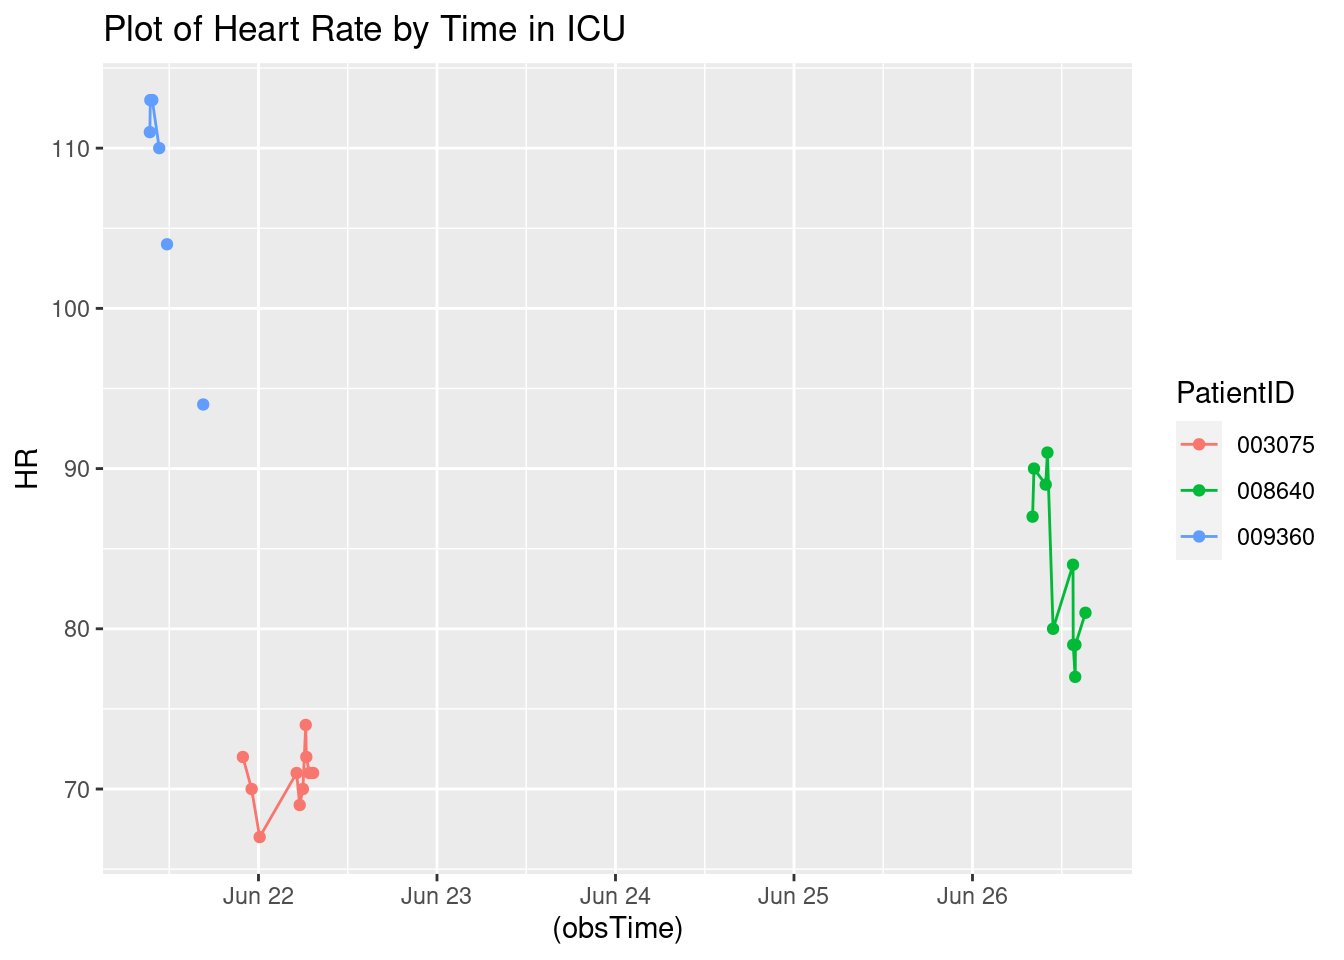 Plot of Heart Rate by Time in ICU
110
100
90
80
70
HR
Jun 22
Jun 23
Jun 24
Jun 25
Jun 26
(obsTime)
PatientID
003075
008640
009360